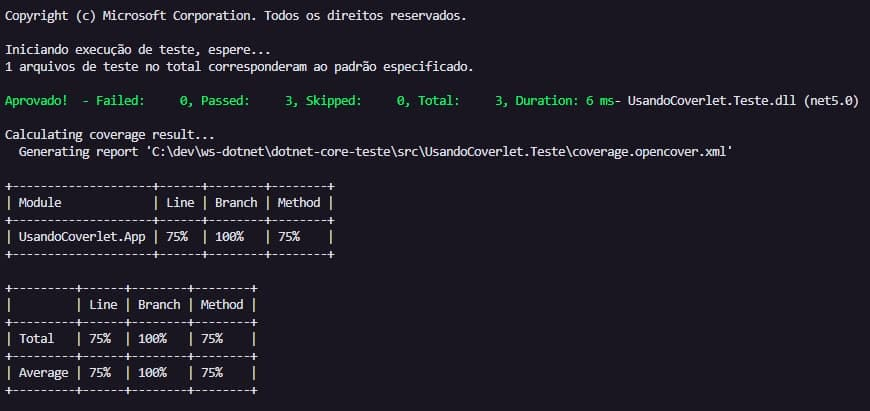 Copyright (c) Microsoft Corporation. Todos os direitos reservados.
Iniciando execução de teste, espere...
1 arquivos de teste no total corresponderam ao padrão especificado.
Aprovado!  - Failed:     0, Passed:     3, Skipped:     0, Total:     3, Duration: 6 ms- UsandoCoverlet.Teste.dll (net5.0)
Calculating coverage result...
  Generating report 'C:\dev\ws-dotnet\dotnet-core-teste\src\UsandoCoverlet.Teste\coverage.opencover.xml'
+--------------------+------+--------+--------+
| Module             | Line | Branch | Method |
+--------------------+------+--------+--------+
| UsandoCoverlet.App | 75%  | 100%   | 75%    |
+--------------------+------+--------+--------+
+---------+------+--------+--------+
|         | Line | Branch | Method |
+---------+------+--------+--------+
| Total   | 75%  | 100%   | 75%    |
+---------+------+--------+--------+
| Average | 75%  | 100%   | 75%    |
+---------+------+--------+--------+